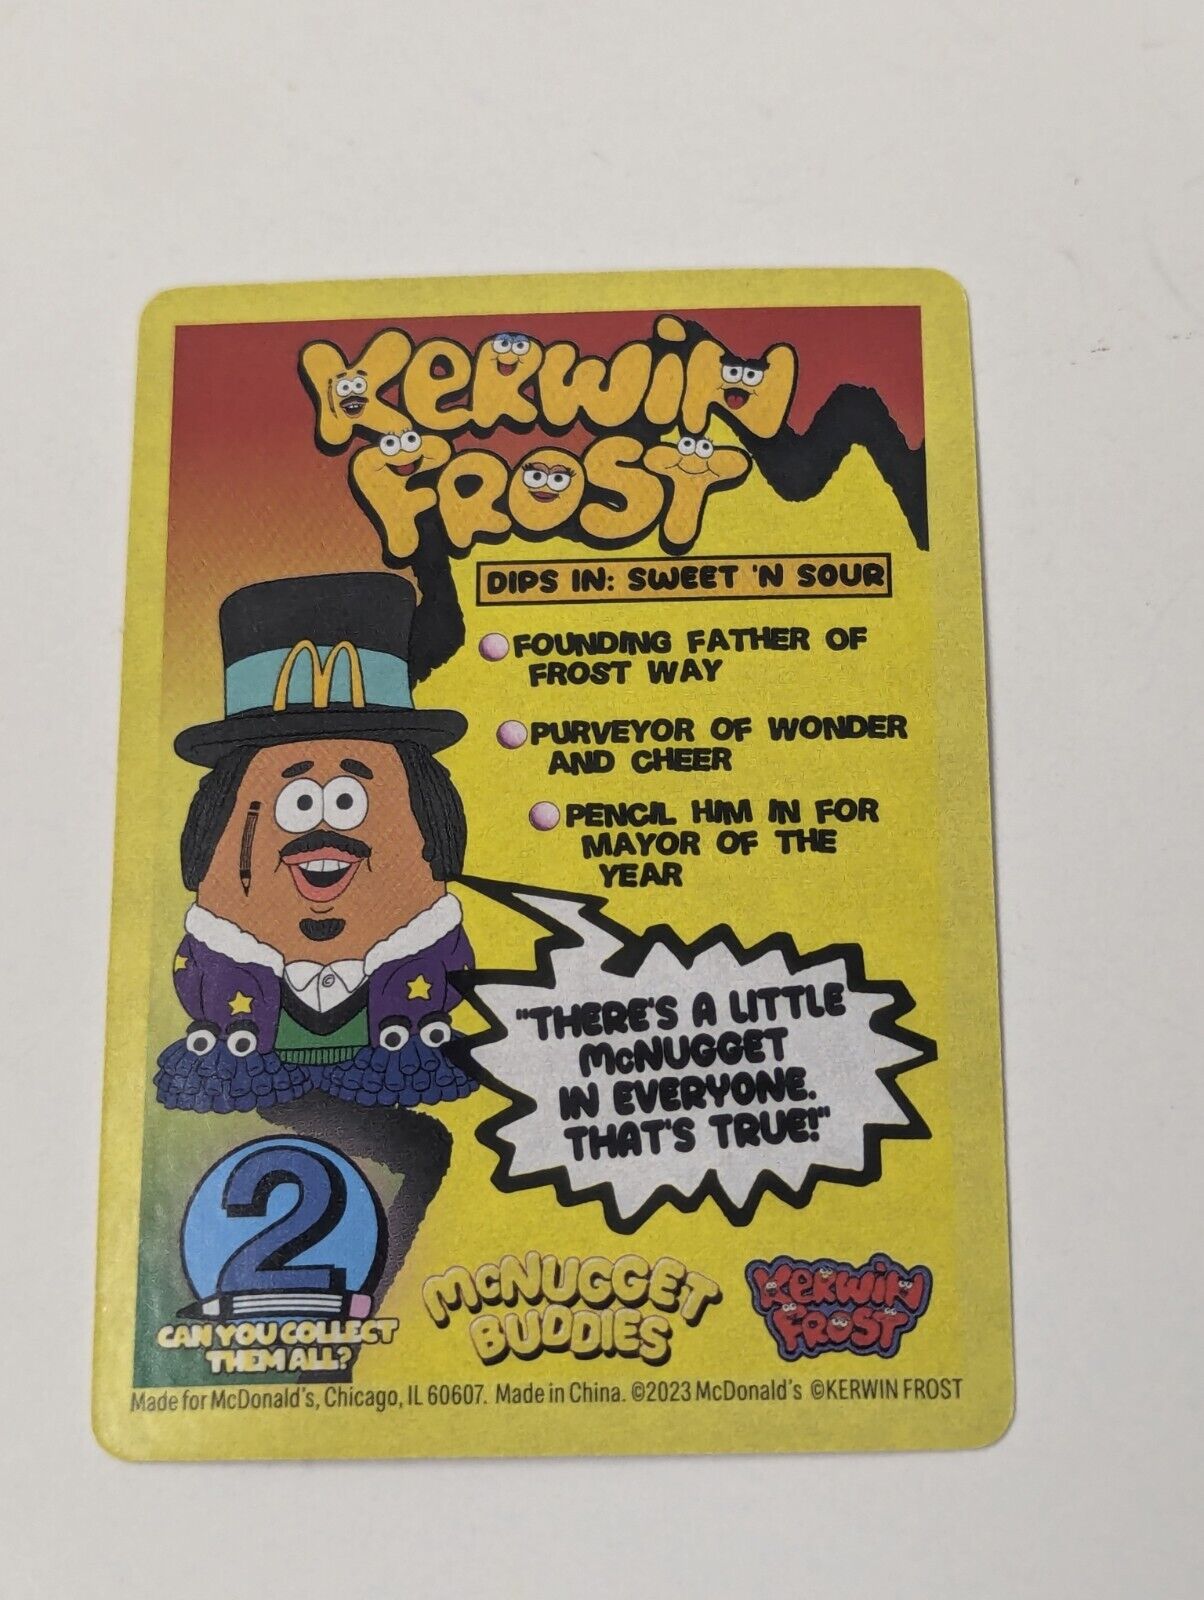 KERWIN
FROST
DIPS IN: SWEET 'N SOUR
FOUNDING FATHER OF
FROST WAY
PURVEYOR OF WONDER
AND CHEER
PENCIL HIM IN FOR
MAYOR OF THE
YEAR
"THERE'S A LITTLE
McNUGGET
IN EVERYONE.
THAT'S TRUE!"
2
CAN YOU COLLECT
THEM ALL?
McNUGGET
BUDDIES
KERWIN
FROST
Made for McDonald's, Chicago, IL 60607. Made in China. ©2023 McDonald's ©KERWIN FROST